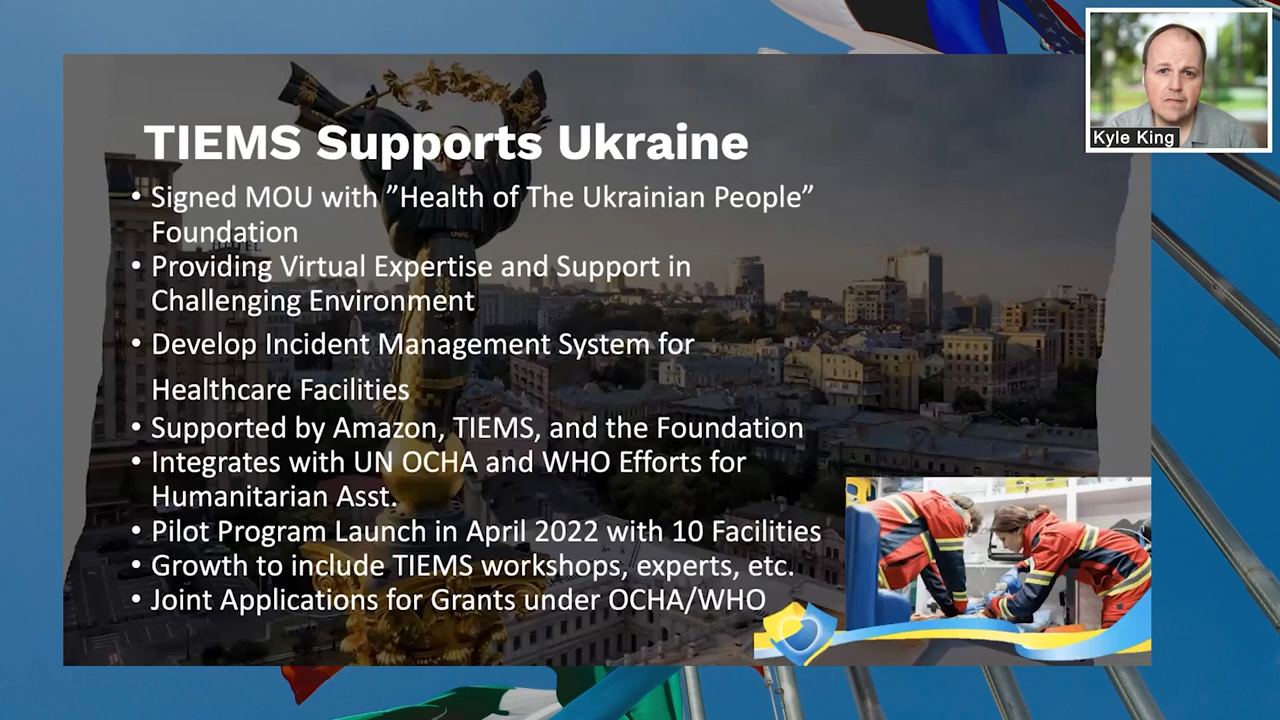 TIEMS Supports Ukraine
• Signed MOU with ”Health of The Ukrainian People”
Foundation
• Providing Virtual Expertise and Support in
Challenging Environment
• Develop Incident Management System for
Healthcare Facilities
• Supported by Amazon, TIEMS, and the Foundation
• Integrates with UN OCHA and WHO Efforts for
Humanitarian Asst.
• Pilot Program Launch in April 2022 with 10 Facilities
• Growth to include TIEMS workshops, experts, etc.
• Joint Applications for Grants under OCHA/WHO
Kyle King